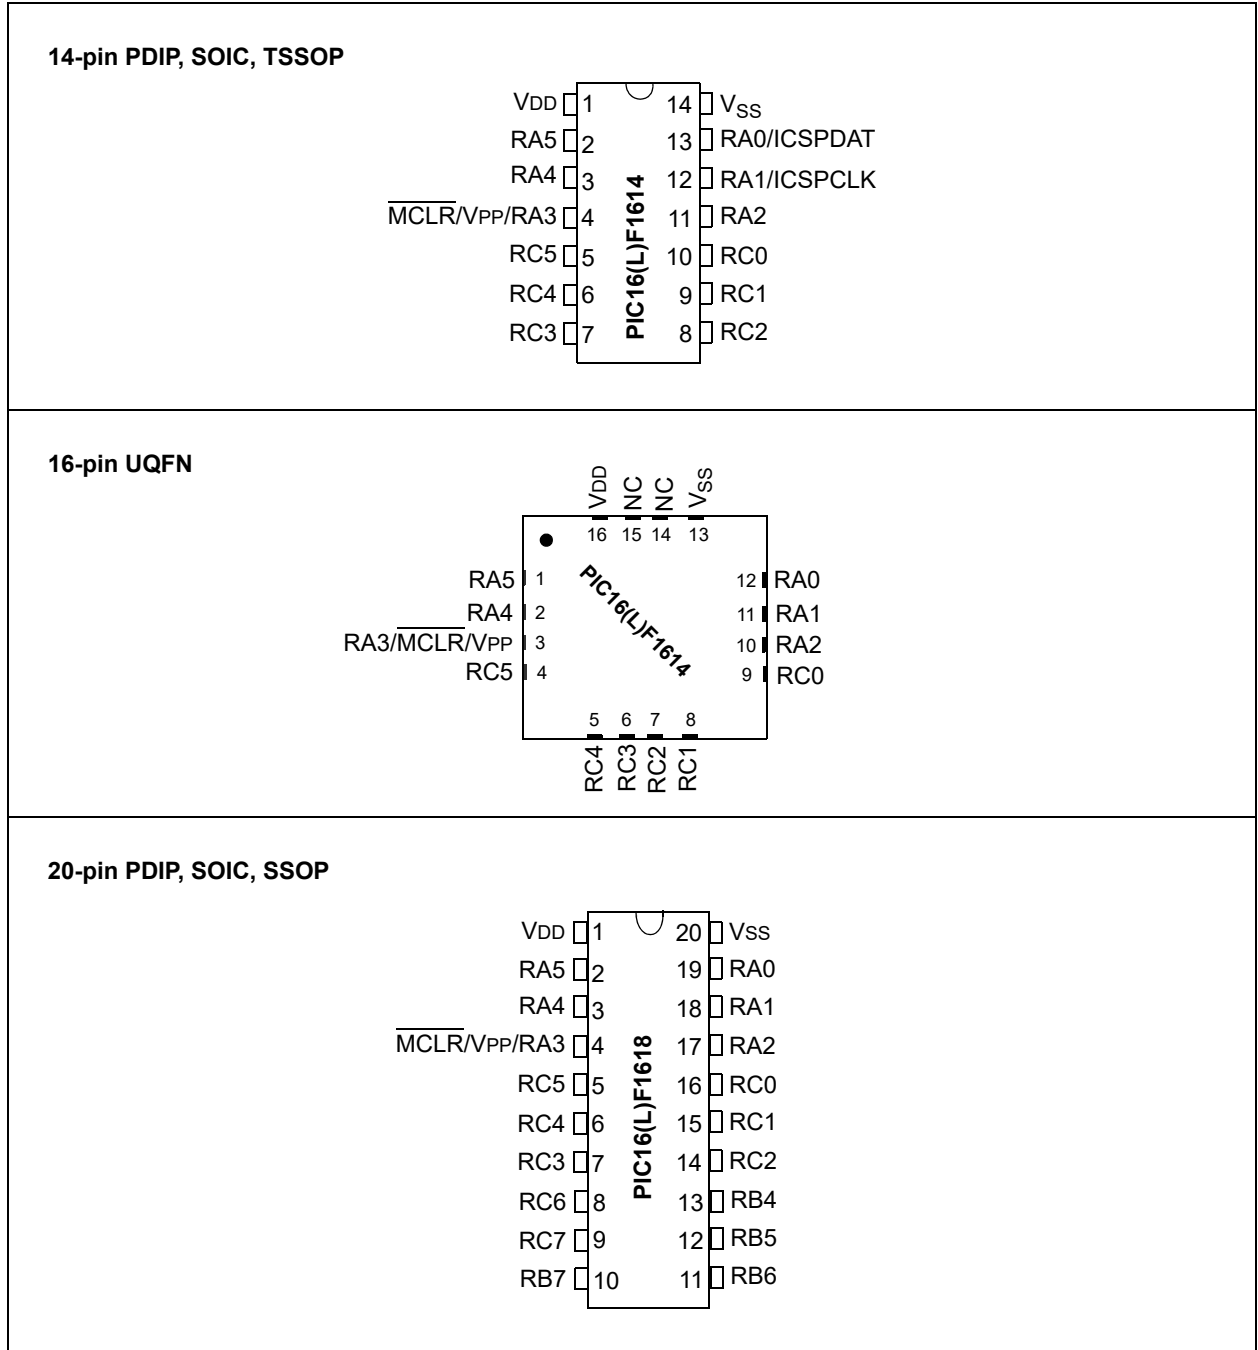 14-pin PDIP, SOIC, TSSOP
VDD 1 14 VSS
RA5 2 13 RA0/ICSPDAT
RA4 3 12 RA1/ICSPCLK
MCLR/VPP/RA3 4 11 RA2
RC5 5 10 RC0
RC4 6 9 RC1
RC3 7 8 RC2
PIC16(L)F1614
16-pin UQFN
VDD NC NC VSS
16 15 14 13
RA5 1 12 RA0
RA4 2 11 RA1
RA3/MCLR/VPP 3 10 RA2
RC5 4 9 RC0
PIC16(L)F1614
5 6 7 8
RC4 RC3 RC2 RC1
20-pin PDIP, SOIC, SSOP
VDD 1 20 VSS
RA5 2 19 RA0
RA4 3 18 RA1
MCLR/VPP/RA3 4 17 RA2
RC5 5 16 RC0
RC4 6 15 RC1
RC3 7 14 RC2
RC6 8 13 RB4
RC7 9 12 RB5
RB7 10 11 RB6
PIC16(L)F1618